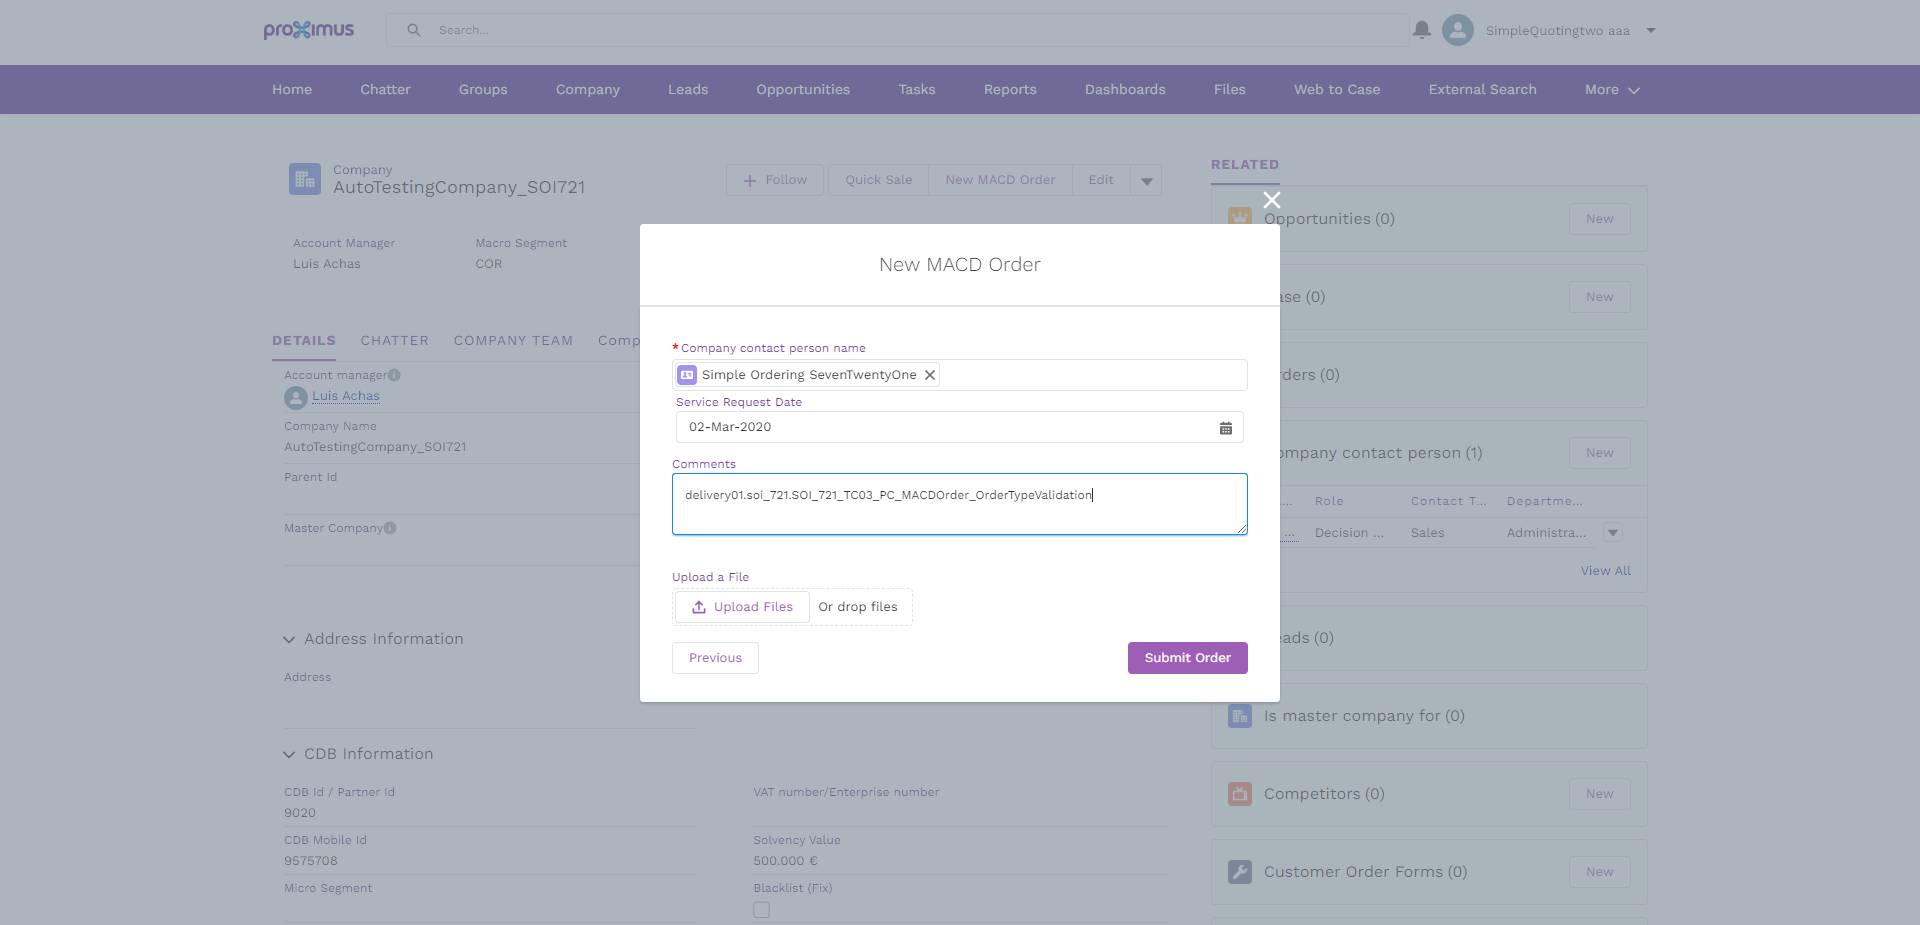 proximus
Search...
SimpleQuotingtwo aaa
Home
Chatter
Groups
Company
Leads
Opportunities
Tasks
Reports
Dashboards
Files
Web to Case
External Search
More
Company
AutoTestingCompany_SOI721
Follow
Quick Sale
New MACD Order
Edit
Account Manager
Luis Achas
Macro Segment
COR
DETAILS
CHATTER
COMPANY TEAM
Comp
Account manager
Luis Achas
Company Name
AutoTestingCompany_SOI721
Parent Id
Master Company
Address Information
Address
CDB Information
CDB Id / Partner Id
9020
VAT number/Enterprise number
CDB Mobile Id
9575708
Solvency Value
500.000 €
Micro Segment
Blacklist (Fix)
New MACD Order
*Company contact person name
Simple Ordering SevenTwentyOne
Service Request Date
02-Mar-2020
Comments
delivery01.soi_721.SOI_721_TC03_PC_MACDOrder_OrderTypeValidation
Upload a File
Upload Files
Or drop files
Previous
Submit Order
RELATED
Opportunities (0)
New
ase (0)
New
rders (0)
ompany contact person (1)
New
... Role Contact T... Departme...
... Decision ... Sales Administra...
View All
eads (0)
Is master company for (0)
Competitors (0)
New
Customer Order Forms (0)
New